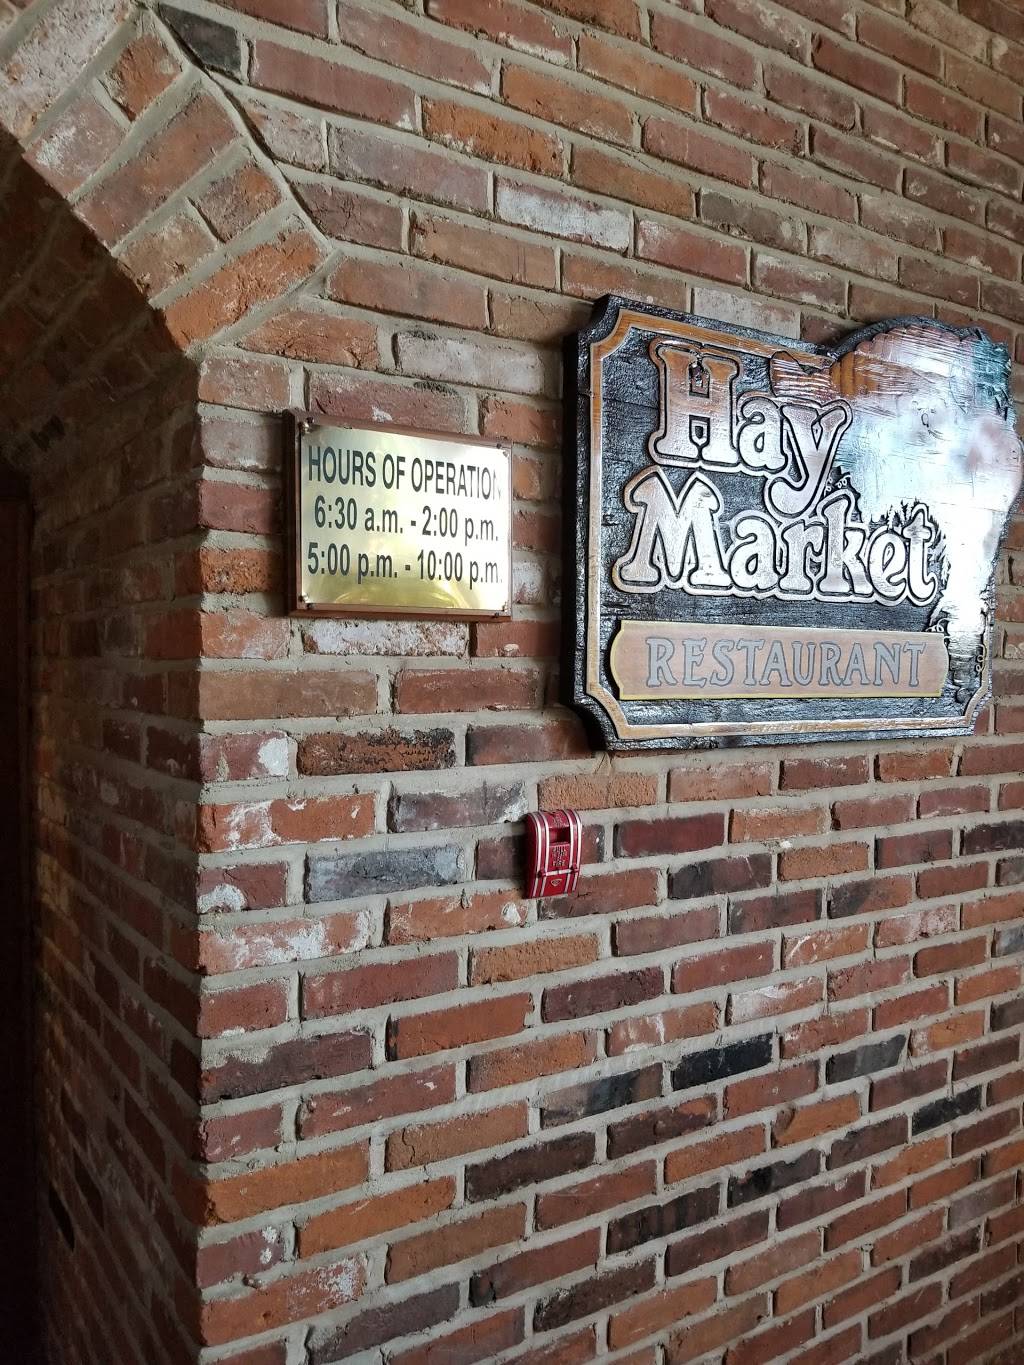 HOURS OF OPERATION
6:30 a.m. - 2:00 p.m.
5:00 p.m. - 10:00 p.m.
Hay
Market
RESTAURANT